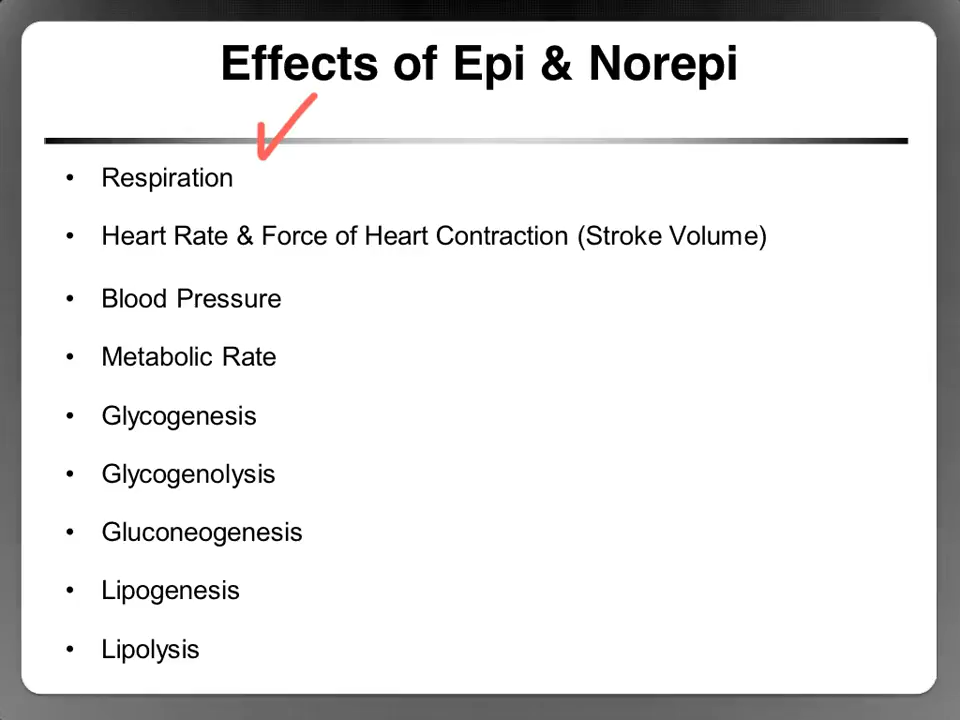 Effects of Epi & Norepi
• Respiration
• Heart Rate & Force of Heart Contraction (Stroke Volume)
• Blood Pressure
• Metabolic Rate
• Glycogenesis
• Glycogenolysis
• Gluconeogenesis
• Lipogenesis
• Lipolysis